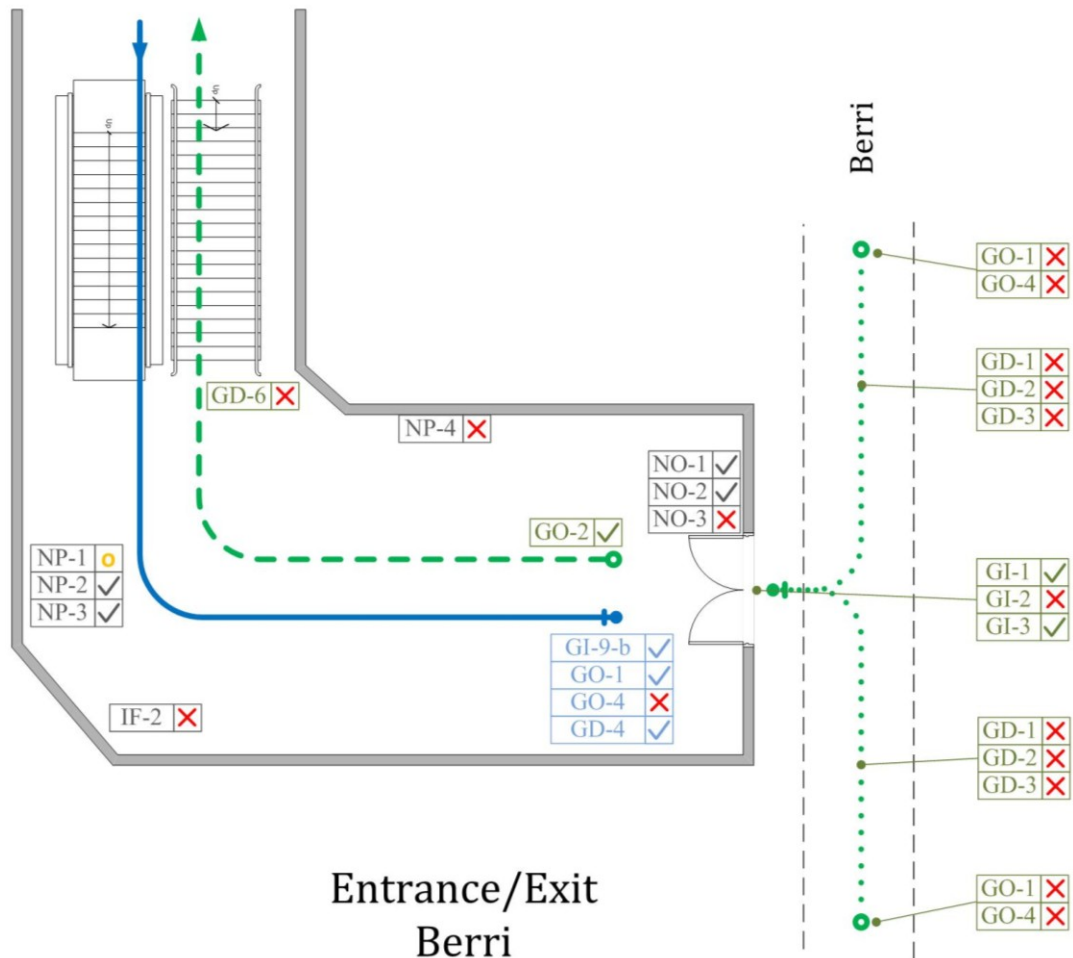 dn
up
Berri
GO-1
GO-4
GD-1
GD-2
GD-3
GD-6
NP-4
NO-1
NO-2
NO-3
GO-2
NP-1 o
NP-2
NP-3
GI-1
GI-2
GI-3
GI-9-b
GO-1
GO-4
GD-4
IF-2
GD-1
GD-2
GD-3
GO-1
GO-4
Entrance/Exit
Berri